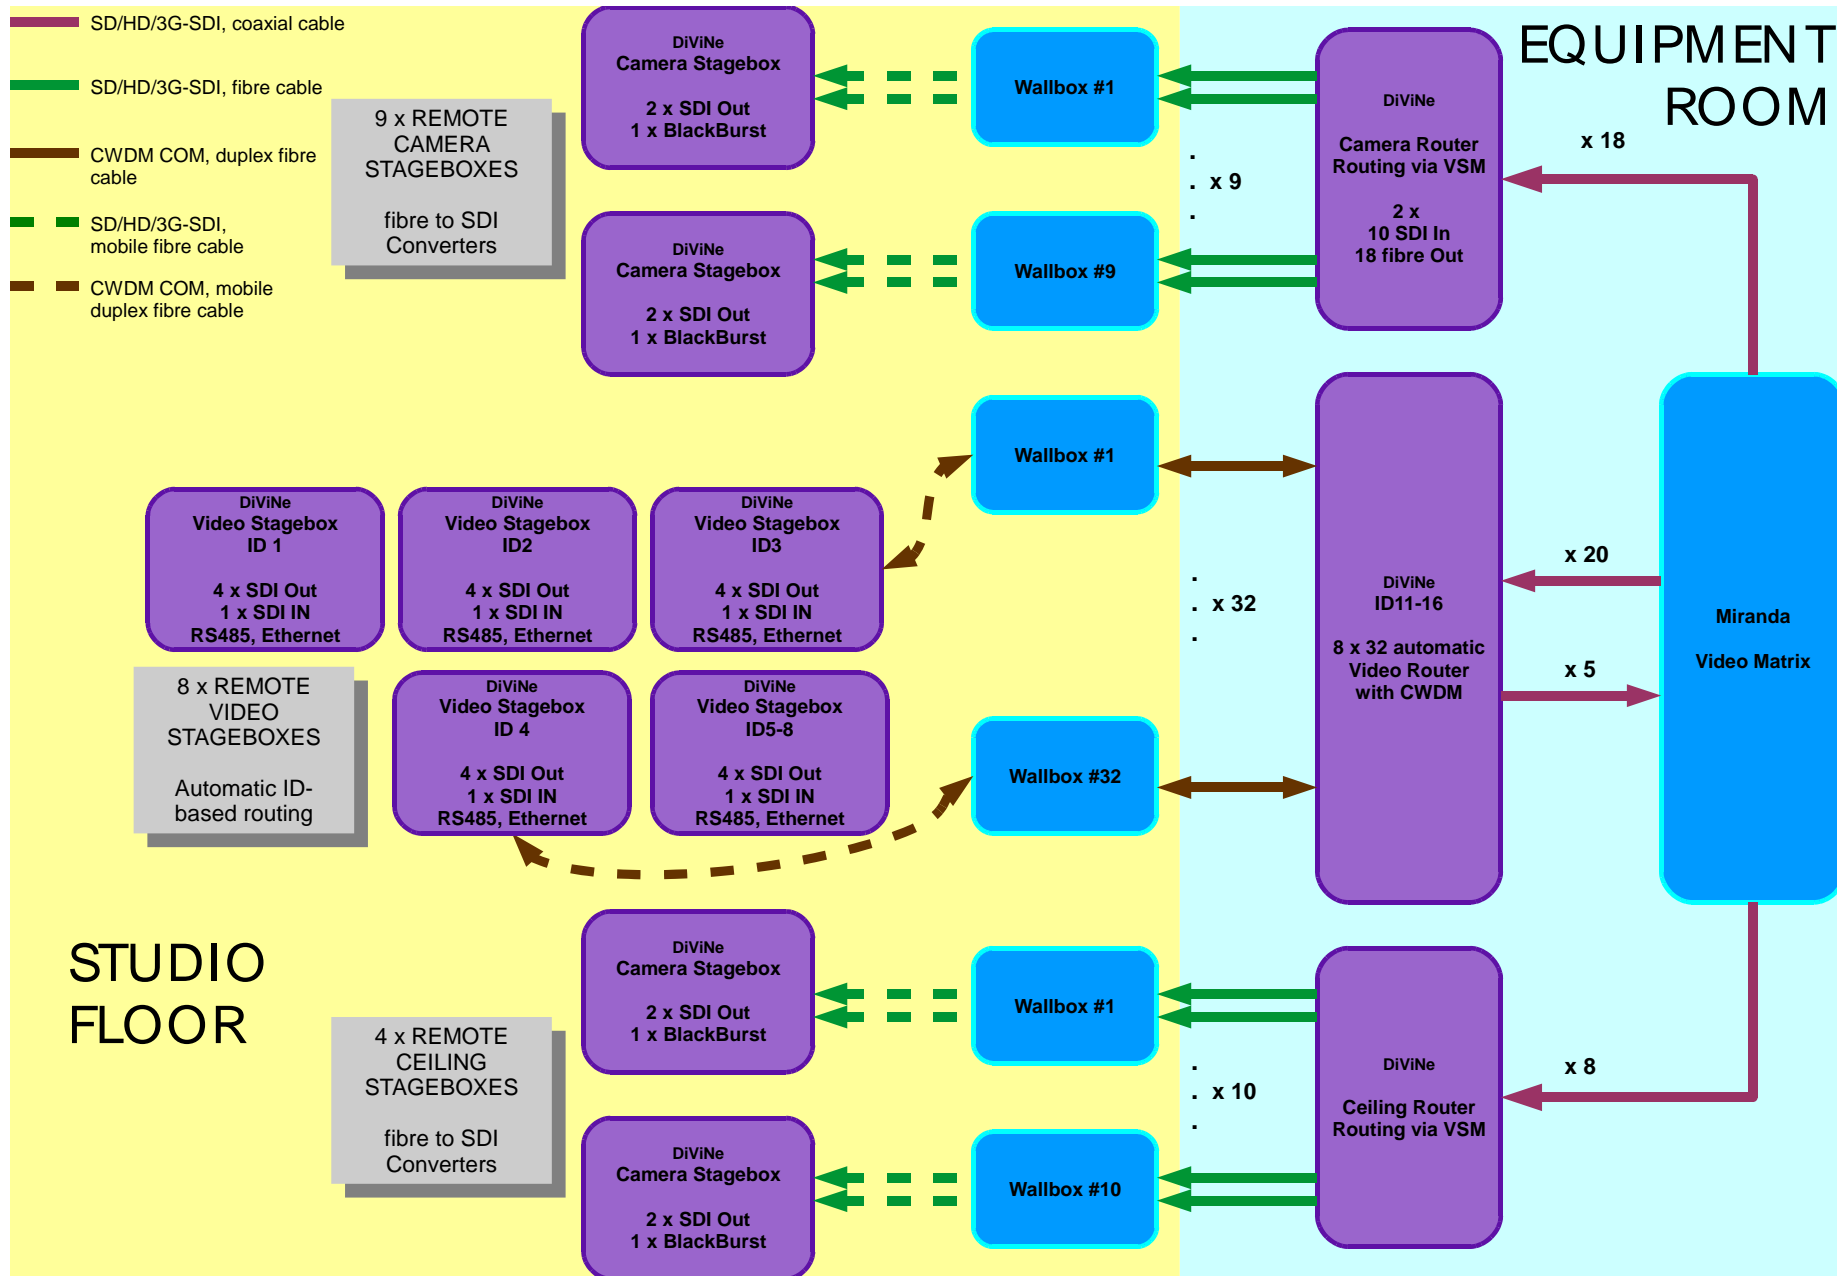 SD/HD/3G-SDI, coaxial cable
SD/HD/3G-SDI, fibre cable
CWDM COM, duplex fibre
cable
SD/HD/3G-SDI,
mobile fibre cable
CWDM COM, mobile
duplex fibre cable
9 x REMOTE
CAMERA
STAGEBOXES
fibre to SDI
Converters
DiViNe
Camera Stagebox
2 x SDI Out
1 x BlackBurst
Wallbox #1
DiViNe
Camera Router
Routing via VSM
2 x
10 SDI In
18 fibre Out
EQUIPMENT
ROOM
x 18
.
. x 9
.
DiViNe
Camera Stagebox
2 x SDI Out
1 x BlackBurst
Wallbox #9
Wallbox #1
DiViNe
Video Stagebox
ID 1
4 x SDI Out
1 x SDI IN
RS485, Ethernet
DiViNe
Video Stagebox
ID2
4 x SDI Out
1 x SDI IN
RS485, Ethernet
DiViNe
Video Stagebox
ID3
4 x SDI Out
1 x SDI IN
RS485, Ethernet
.
. x 32
.
DiViNe
ID11-16
8 x 32 automatic
Video Router
with CWDM
x 20
x 5
Miranda
Video Matrix
8 x REMOTE
VIDEO
STAGEBOXES
Automatic ID-
based routing
DiViNe
Video Stagebox
ID 4
4 x SDI Out
1 x SDI IN
RS485, Ethernet
DiViNe
Video Stagebox
ID5-8
4 x SDI Out
1 x SDI IN
RS485, Ethernet
Wallbox #32
STUDIO
FLOOR
4 x REMOTE
CEILING
STAGEBOXES
fibre to SDI
Converters
DiViNe
Camera Stagebox
2 x SDI Out
1 x BlackBurst
Wallbox #1
.
. x 10
.
DiViNe
Ceiling Router
Routing via VSM
x 8
DiViNe
Camera Stagebox
2 x SDI Out
1 x BlackBurst
Wallbox #10